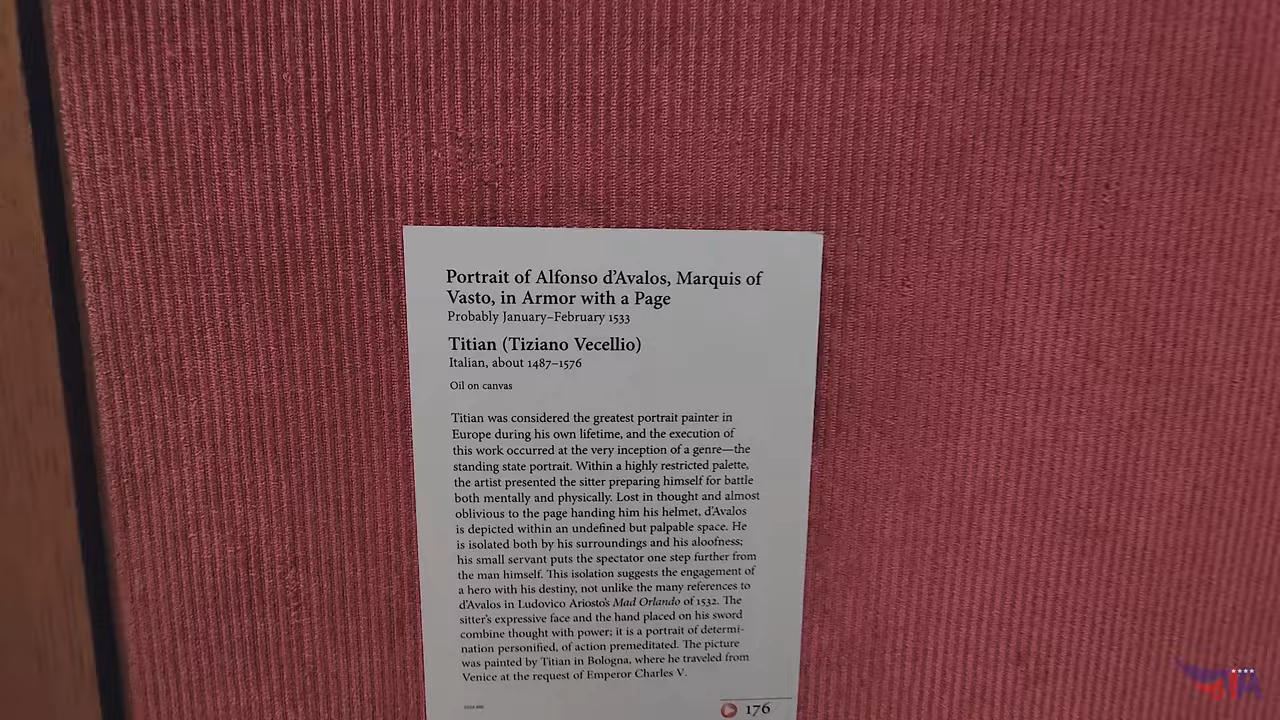 Portrait of Alfonso d'Avalos, Marquis of
Vasto, in Armor with a Page
Probably January–February 1533
Titian (Tiziano Vecellio)
Italian, about 1487–1576
Oil on canvas
Titian was considered the greatest portrait painter in
Europe during his own lifetime, and the execution of
this work occurred at the very inception of a genre—the
standing state portrait. Within a highly restricted palette,
the artist presented the sitter preparing himself for battle
both mentally and physically. Lost in thought and almost
oblivious to the page handing him his helmet, d'Avalos
is depicted within an undefined but palpable space. He
is isolated both by his surroundings and his aloofness;
his small servant puts the spectator one step further from
the man himself. This isolation suggests the engagement of
a hero with his destiny, not unlike the many references to
d'Avalos in Ludovico Ariosto's Mad Orlando of 1532. The
sitter's expressive face and the hand placed on his sword
combine thought with power; it is a portrait of determi-
nation personified, of action premeditated. The picture
was painted by Titian in Bologna, where he traveled from
Venice at the request of Emperor Charles V.
176